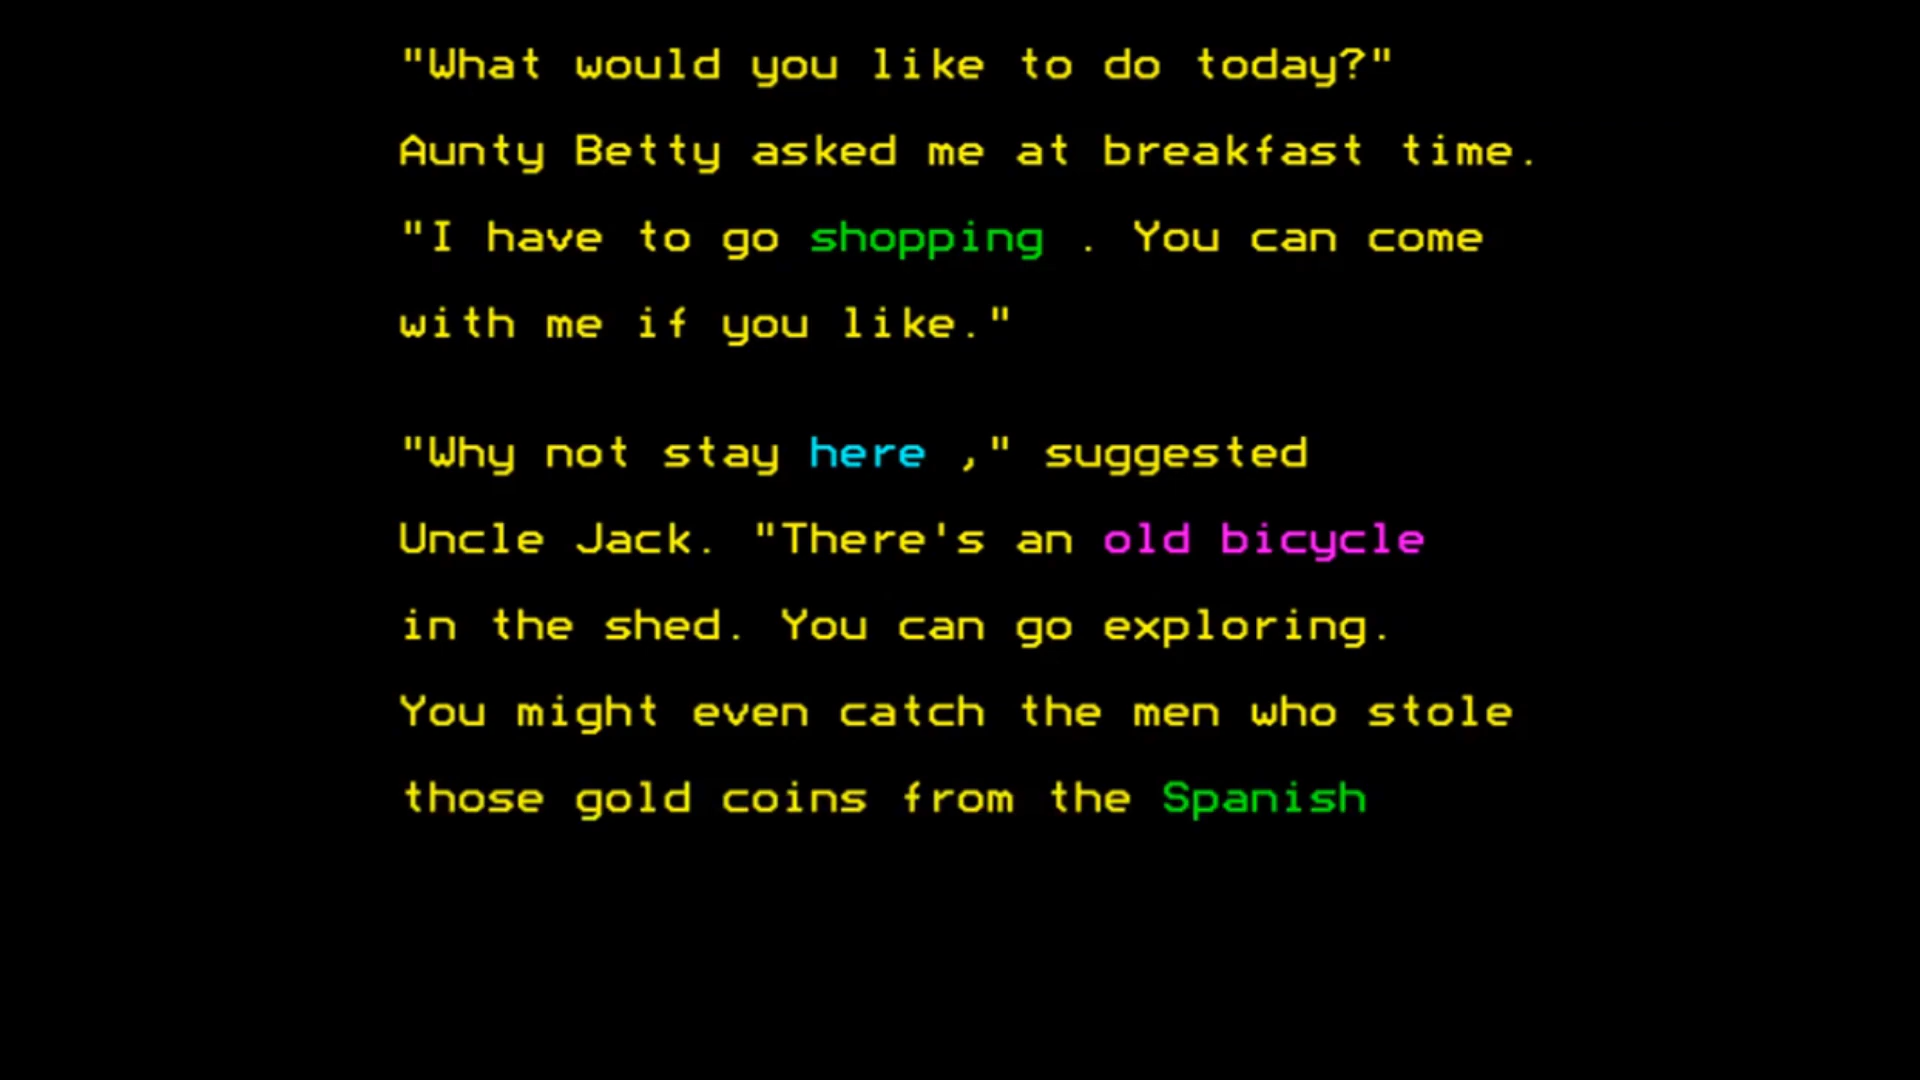 "What would you like to do today?"
Aunty Betty asked me at breakfast time.
"I have to go shopping . You can come
with me if you like."
"Why not stay here ," suggested
Uncle Jack. "There's an old bicycle
in the shed. You can go exploring.
You might even catch the men who stole
those gold coins from the Spanish